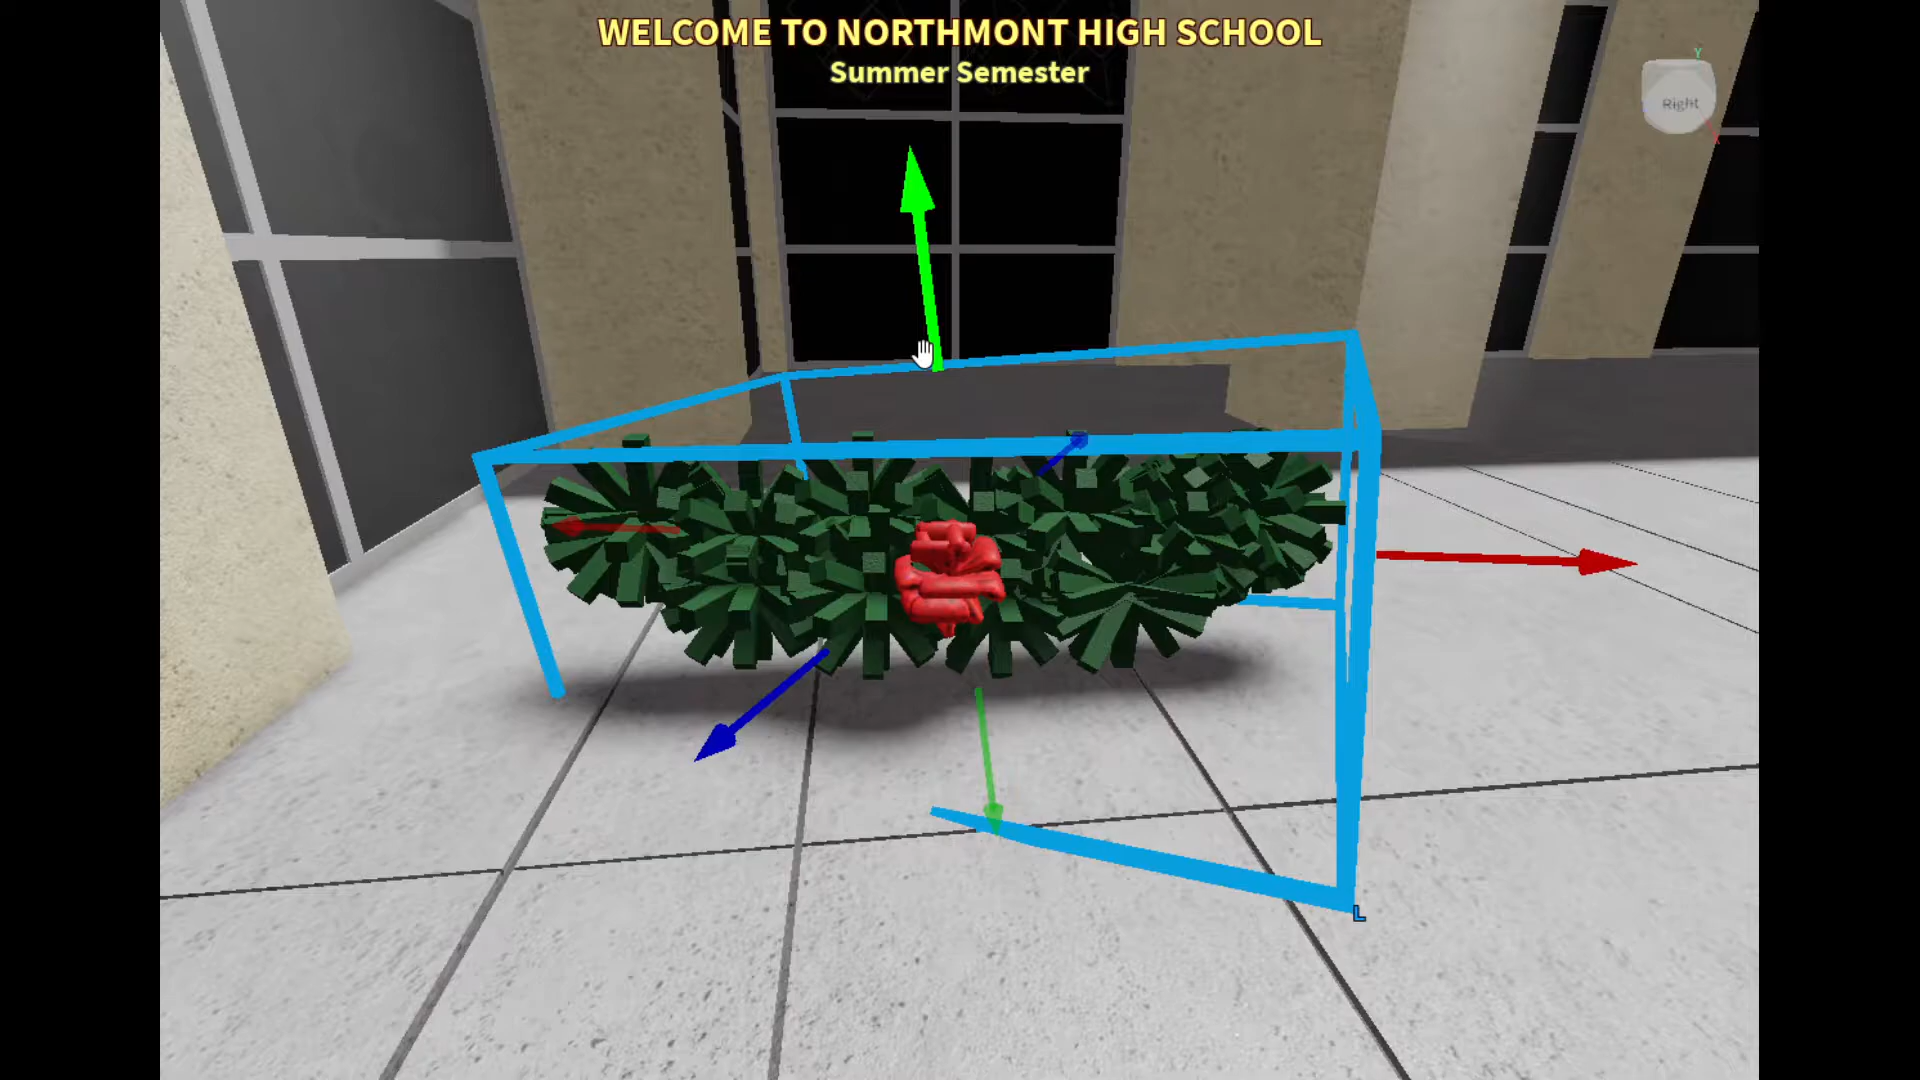 WELCOME TO NORTHMONT HIGH SCHOOL
Summer Semester
Y
Right
X
L